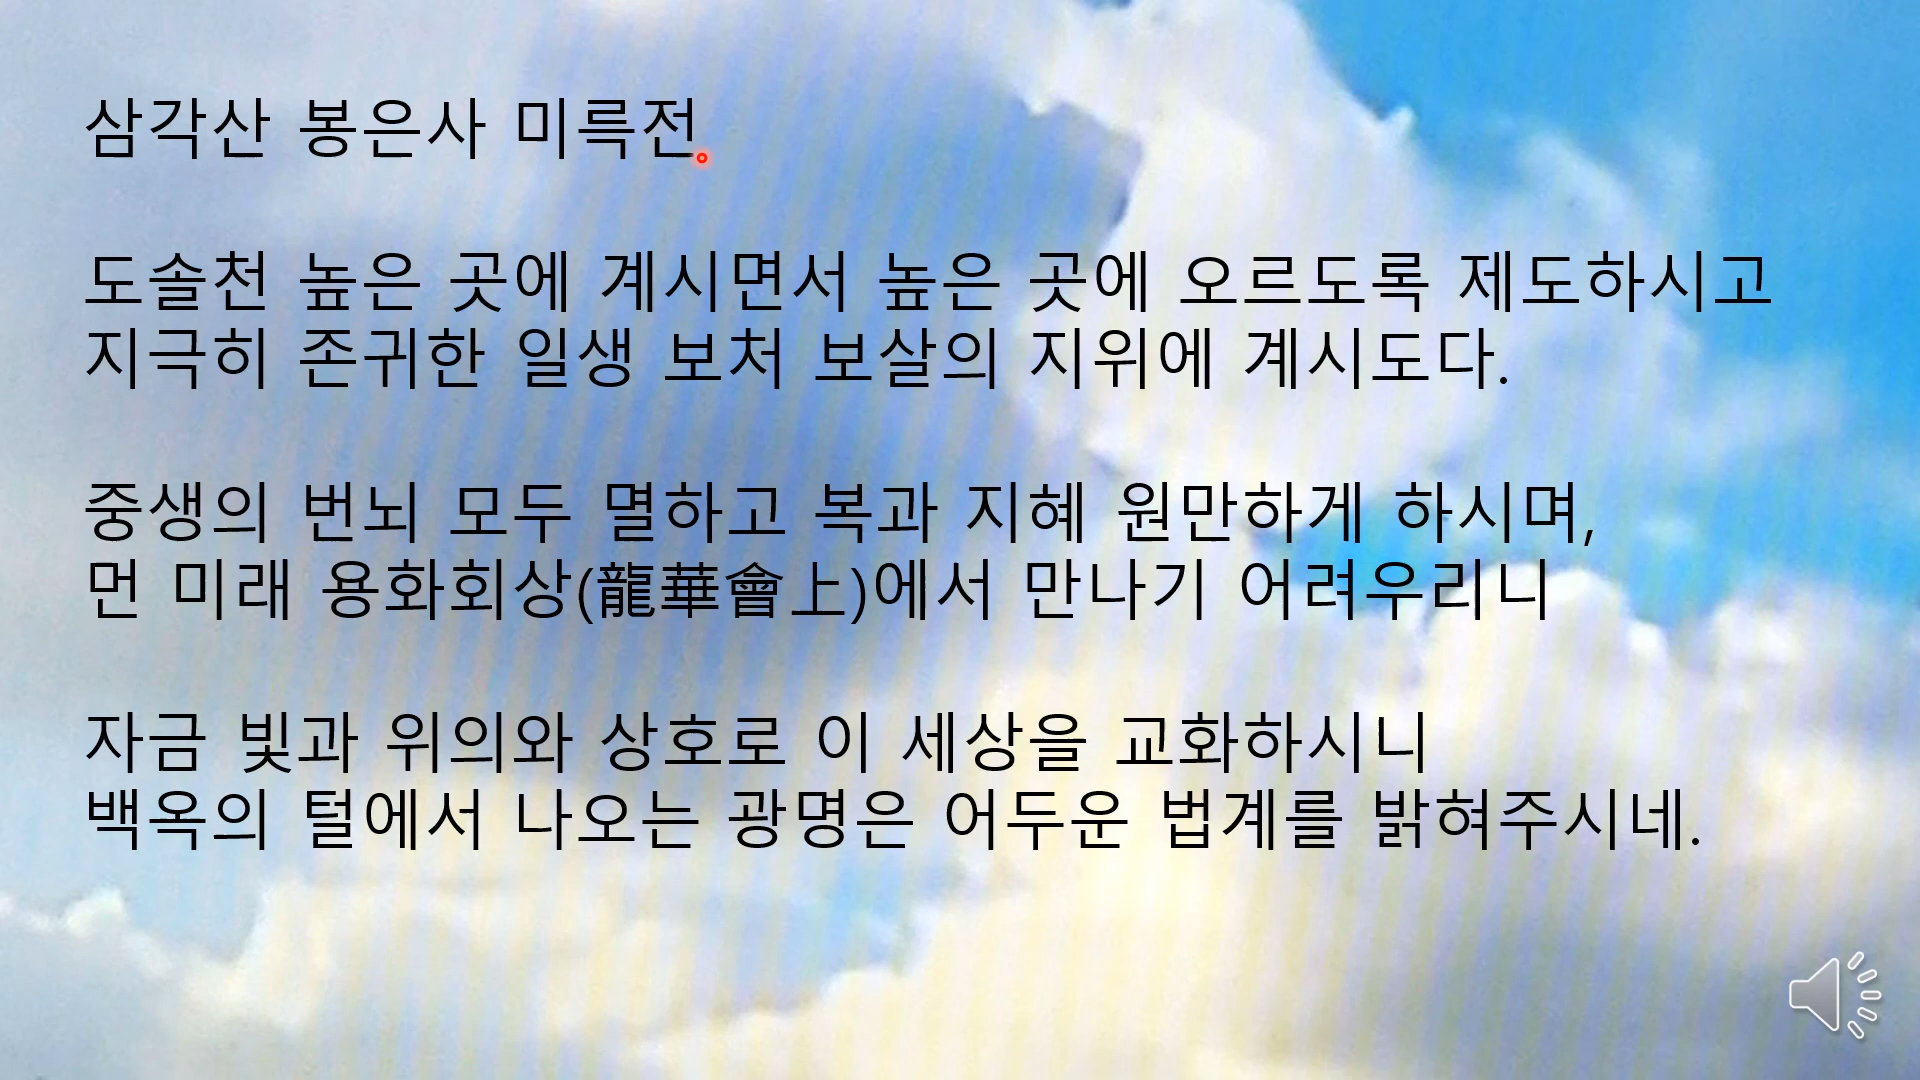 삼각산 봉은사 미륵전
도솔천 높은 곳에 계시면서 높은 곳에 오르도록 제도하시고
지극히 존귀한 일생 보처 보살의 지위에 계시도다.
중생의 번뇌 모두 멸하고 복과 지혜 원만하게 하시며,
먼 미래 용화회상(龍華會上)에서 만나기 어려우리니
자금 빛과 위의와 상호로 이 세상을 교화하시니
백옥의 털에서 나오는 광명은 어두운 법계를 밝혀주시네.